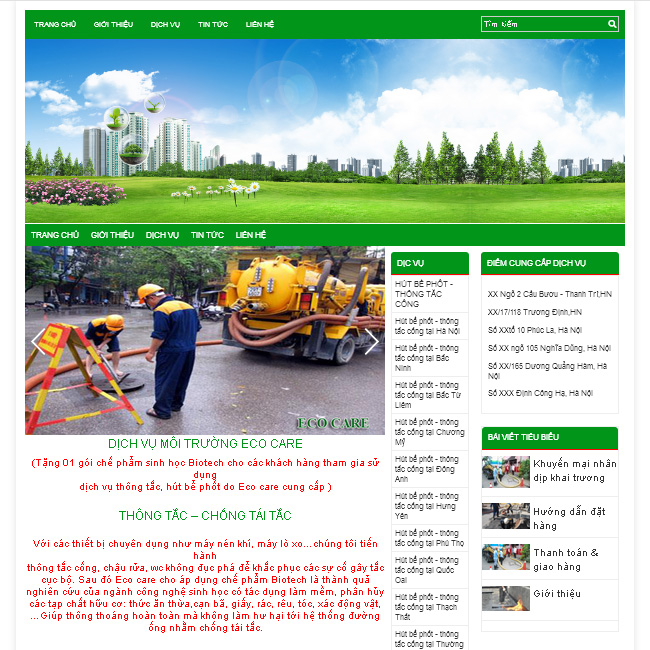 TRANG CHỦ GIỚI THIỆU DỊCH VỤ TIN TỨC LIÊN HỆ
Tìm kiếm
TRANG CHỦ GIỚI THIỆU DỊCH VỤ TIN TỨC LIÊN HỆ
ECO CARE
DỊCH VỤ MÔI TRƯỜNG ECO CARE
(Tặng 01 gói chế phẩm sinh học Biotech cho các khách hàng tham gia sử
dụng
dịch vụ thông tắc, hút bể phốt do Eco care cung cấp )
THÔNG TẮC – CHỐNG TÁI TẮC
Với các thiết bị chuyên dụng như máy nén khí, máy lò xo...chúng tôi tiến
hành
thông tắc cống, chậu rửa, wc không đục phá để khắc phục các sự cố gây tắc
cục bộ. Sau đó Eco care cho áp dụng chế phẩm Biotech là thành quả
nghiên cứu của ngành công nghệ sinh học có tác dụng làm mềm, phân hủy
các tạp chất hữu cơ: thức ăn thừa,cạn bã, giấy, rác, rêu, tóc, xác động vật,
... Giúp thông thoáng hoàn toàn mà không làm hư hại tới hệ thống đường
ống nhằm chống tái tắc.
DỊC VỤ
HÚT BỂ PHỐT -
THÔNG TẮC
CỐNG
Hút bể phốt - thông
tắc cống tại Hà Nội
Hút bể phốt - thông
tắc cống tại Bắc
Ninh
Hút bể phốt - thông
tắc cống tại Bắc Từ
Liêm
Hút bể phốt - thông
tắc cống tại Chương
Mỹ
Hút bể phốt - thông
tắc cống tại Đông
Anh
Hút bể phốt - thông
tắc cống tại Hưng
Yên
Hút bể phốt - thông
tắc cống tại Phú Thọ
Hút bể phốt - thông
tắc cống tại Quốc
Oai
Hút bể phốt - thông
tắc cống tại Thạch
Thất
Hút bể phốt - thông
tắc cống tại Thường
ĐIỂM CUNG CẤP DỊCH VỤ
XX Ngõ 2 Cầu Bươu - Thanh Trì,HN
XX/17/118 Trương Định,HN
Số XXtổ 10 Phúc La, Hà Nội
Số XX ngõ 105 Nghĩa Dũng, Hà Nội
Số XX/165 Dương Quảng Hàm, Hà
Nội
Số XXX Định Công Hạ, Hà Nội
BÀI VIẾT TIÊU BIỂU
Khuyến mại nhân
dịp khai trương
Hướng dẫn đặt
hàng
Thanh toán &
giao hàng
Giới thiệu